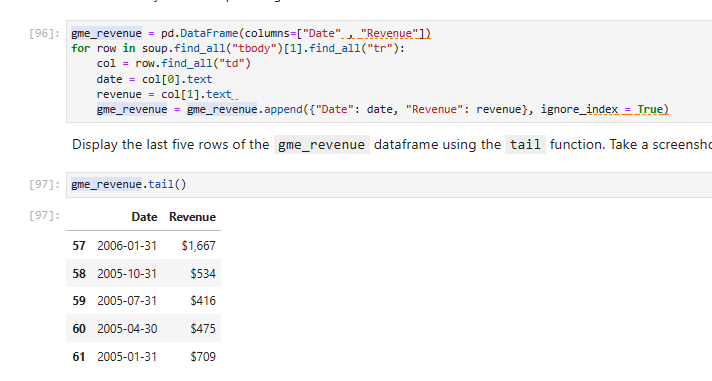 [96]: gme_revenue = pd.DataFrame(columns=["Date" , "Revenue"])
for row in soup.find_all("tbody")[1].find_all("tr"):
    col = row.find_all("td")
    date = col[0].text
    revenue = col[1].text
    gme_revenue = gme_revenue.append({"Date": date, "Revenue": revenue}, ignore_index = True)
Display the last five rows of the gme_revenue dataframe using the tail function. Take a screensho
[97]: gme_revenue.tail()
[97]: Date Revenue
57 2006-01-31 $1,667
58 2005-10-31 $534
59 2005-07-31 $416
60 2005-04-30 $475
61 2005-01-31 $709